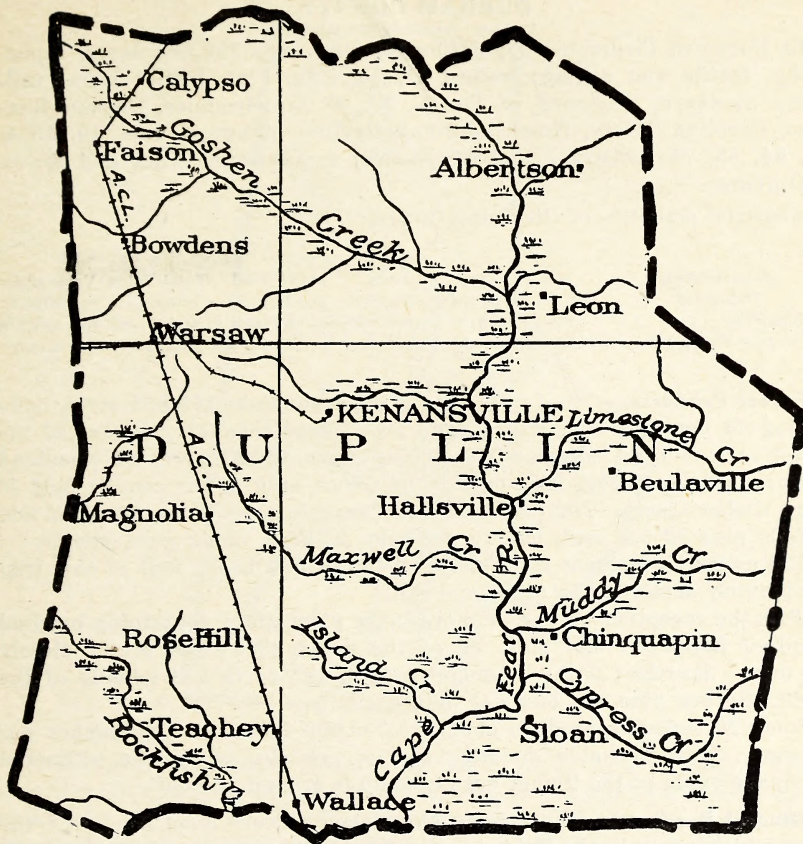 Calypso
Goshen
Faison
Albertson
A.C.L.
Creek
Bowdens
Leon
Warsaw
KENANSVILLE
Limestone
DUPLIN
Cr
A.C.L.
Beulaville
Magnolia
Hallsville
Maxwell Cr
R.
Muddy Cr
Island Cr
Rose Hill
Chinquapin
Fear
Cypress Cr
Rockfish C
Teachey
Cape
Sloan
Wallace